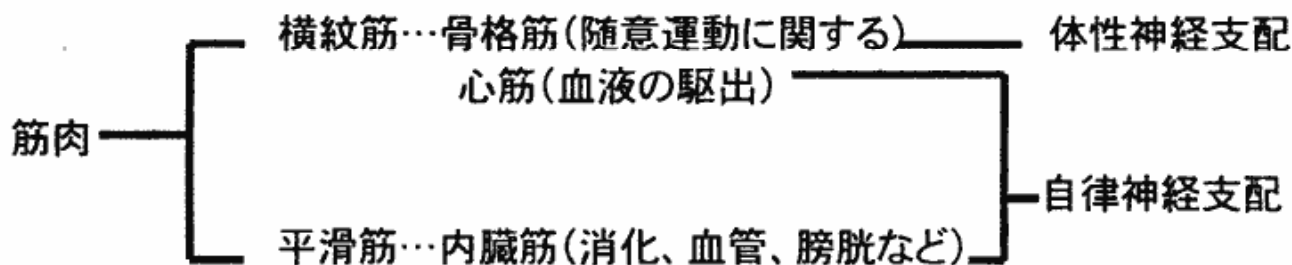 横紋筋…骨格筋(随意運動に関する) 体性神経支配
心筋(血液の駆出)
筋肉
自律神経支配
平滑筋…内臓筋(消化、血管、膀胱など)